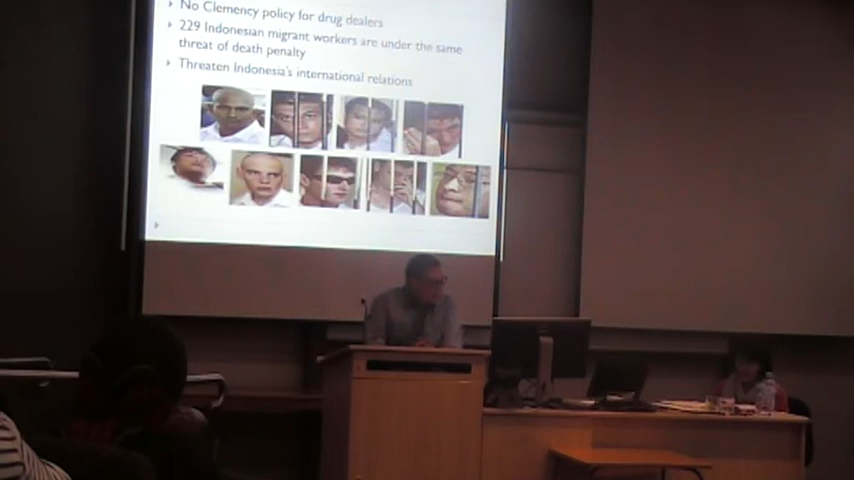 No Clemency policy for drug dealers
229 Indonesian migrant workers are under the same
threat of death penalty
Threaten Indonesia's international relations